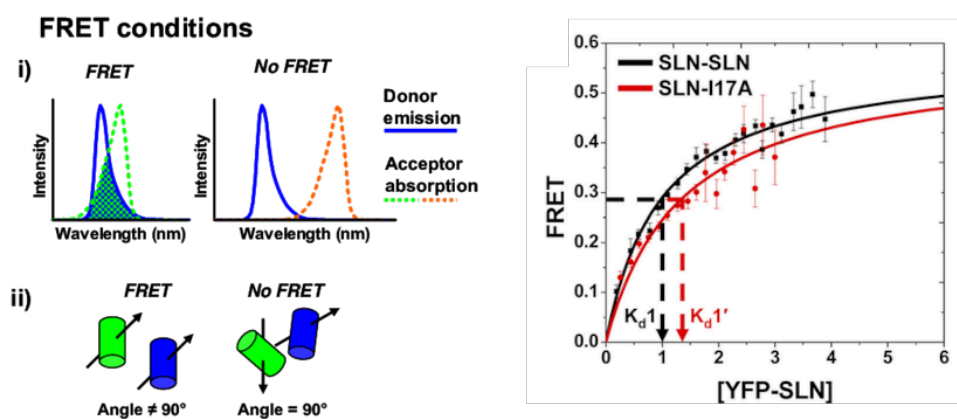 FRET conditions
i)
FRET
No FRET
Donor
emission
Acceptor
absorption
Intensity
Intensity
Wavelength (nm)
Wavelength (nm)
ii)
FRET
No FRET
Angle ≠ 90°
Angle = 90°
SLN-SLN
SLN-I17A
FRET
0.6
0.5
0.4
0.3
0.2
0.1
0.0
K_d1
K_d1′
0 1 2 3 4 5 6
[YFP-SLN]